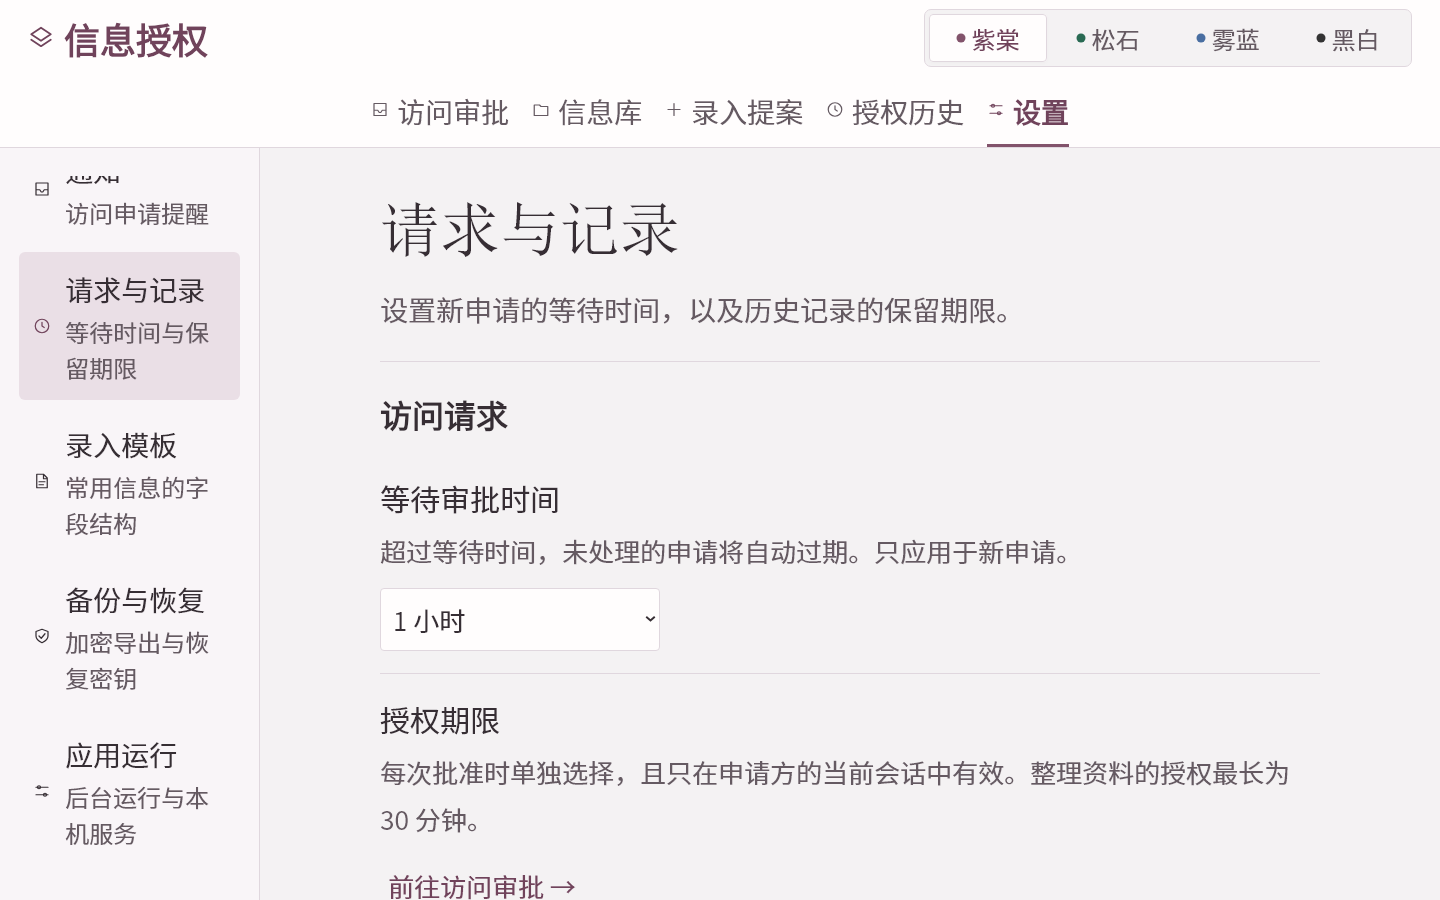 信息授权
紫棠
松石
雾蓝
黑白
访问审批
信息库
录入提案
授权历史
设置
通知
访问申请提醒
请求与记录
等待时间与保
留期限
录入模板
常用信息的字
段结构
备份与恢复
加密导出与恢
复密钥
应用运行
后台运行与本
机服务
请求与记录
设置新申请的等待时间，以及历史记录的保留期限。
访问请求
等待审批时间
超过等待时间，未处理的申请将自动过期。只应用于新申请。
1 小时
授权期限
每次批准时单独选择，且只在申请方的当前会话中有效。整理资料的授权最长为
30 分钟。
前往访问审批 →